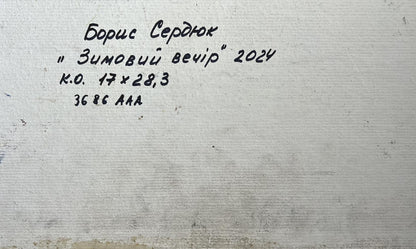 Борис Сердюк
„Зимовий вечір" 2024
к.о. 17 х 28,3
3686 ААА